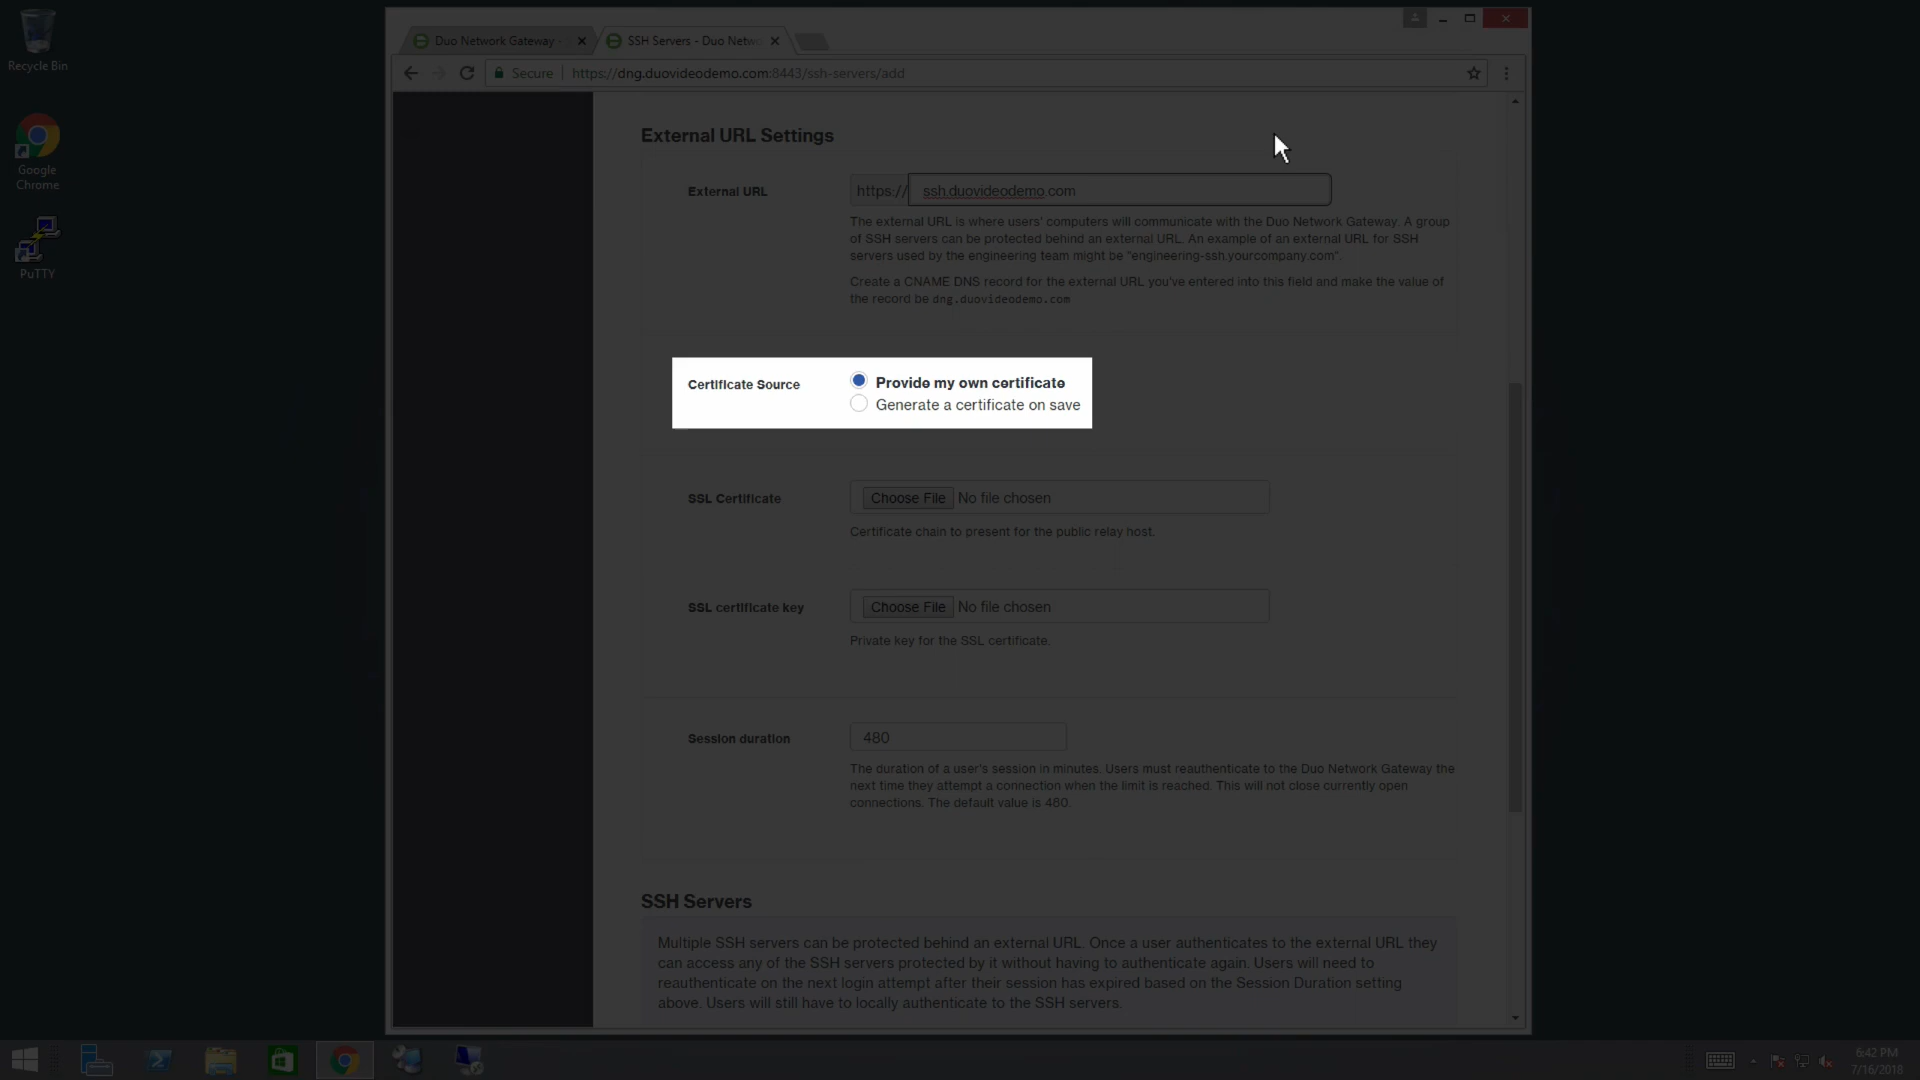 Recycle Bin
Google
Chrome
PuTTY
Duo Network Gateway -
SSH Servers - Duo Netwo
Secure
https://dng.duovideodemo.com:8443/ssh-servers/add
External URL Settings
External URL
https://
ssh.duovideodemo.com
The external URL is where users' computers will communicate with the Duo Network Gateway. A group
of SSH servers can be protected behind an external URL. An example of an external URL for SSH
servers used by the engineering team might be "engineering-ssh.yourcompany.com".
Create a CNAME DNS record for the external URL you've entered into this field and make the value of
the record be dng.duovideodemo.com
Certificate Source
Provide my own certificate
Generate a certificate on save
SSL Certificate
Choose File No file chosen
Certificate chain to present for the public relay host.
SSL certificate key
Choose File No file chosen
Private key for the SSL certificate.
Session duration
480
The duration of a user's session in minutes. Users must reauthenticate to the Duo Network Gateway the
next time they attempt a connection when the limit is reached. This will not close currently open
connections. The default value is 480.
SSH Servers
Multiple SSH servers can be protected behind an external URL. Once a user authenticates to the external URL they
can access any of the SSH servers protected by it without having to authenticate again. Users will need to
reauthenticate on the next login attempt after their session has expired based on the Session Duration setting
above. Users will still have to locally authenticate to the SSH servers.
6:42 PM
7/16/2018